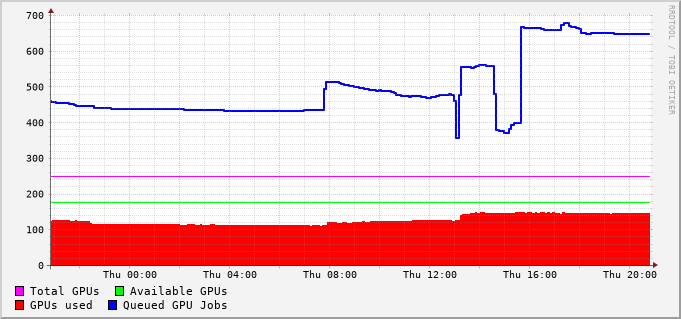 700
600
500
400
300
200
100
0
Thu 00:00 Thu 04:00 Thu 08:00 Thu 12:00 Thu 16:00 Thu 20:00
Total GPUs Available GPUs
GPUs used Queued GPU Jobs
RRDTOOL / TOBI OETIKER